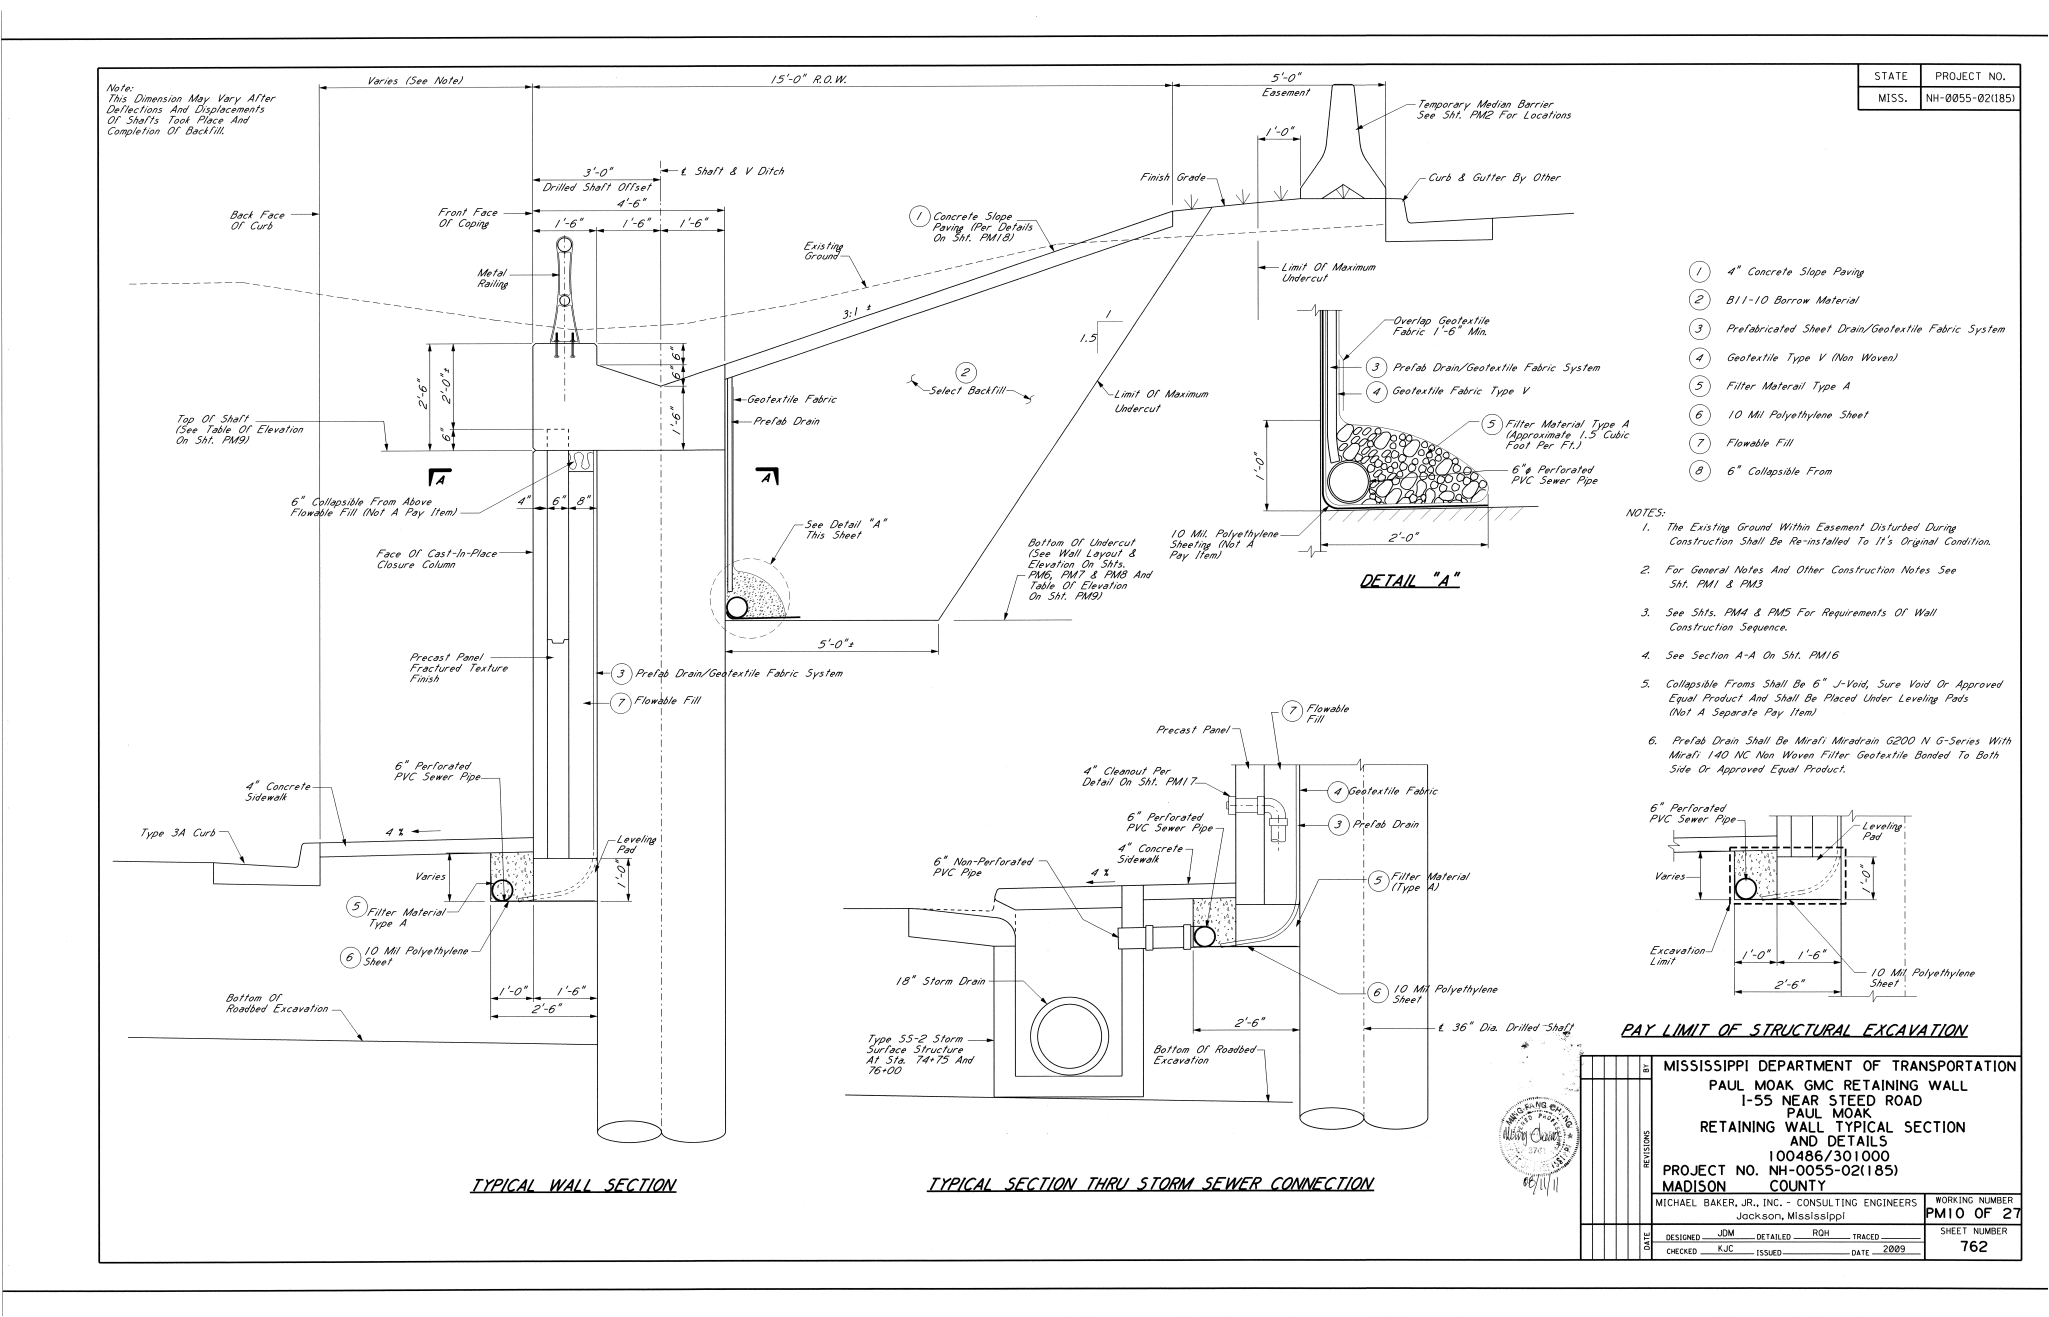 Note:
This Dimension May Vary After
Deflections And Displacements
Of Shafts Took Place And
Completion Of Backfill.
Varies (See Note)
15'-0" R.O.W.
5'-0"
Easement
STATE
PROJECT NO.
MISS.
NH-0055-02(185)
Temporary Median Barrier
See Sht. PM2 For Locations
1'-0"
Finish Grade
Curb & Gutter By Other
3'-0"
Drilled Shaft Offset
℄ Shaft & V Ditch
4'-6"
1'-6"
1'-6"
1'-6"
Back Face
Of Curb
Front Face
Of Coping
Metal
Railing
Existing
Ground
1
Concrete Slope
Paving (Per Details
On Sht. PM18)
Limit Of Maximum
Undercut
3:1 ±
1
1.5
2
Select Backfill
Limit Of Maximum
Undercut
2'-6"
2'-0"±
6"
6"
6"
1'-6"
Geotextile Fabric
Prefab Drain
Top Of Shaft
(See Table Of Elevation
On Sht. PM9)
A
A
6" Collapsible From Above
Flowable Fill (Not A Pay Item)
4"
6"
8"
See Detail "A"
This Sheet
Face Of Cast-In-Place
Closure Column
Bottom Of Undercut
(See Wall Layout &
Elevation On Shts.
PM6, PM7 & PM8 And
Table Of Elevation
On Sht. PM9)
5'-0"±
Precast Panel
Fractured Texture
Finish
3 Prefab Drain/Geotextile Fabric System
7 Flowable Fill
6" Perforated
PVC Sewer Pipe
4" Concrete
Sidewalk
Type 3A Curb
4 %
Leveling
Pad
Varies
1'-0"
5 Filter Material
Type A
6 10 Mil Polyethylene
Sheet
1'-0"
1'-6"
2'-6"
Bottom Of
Roadbed Excavation
TYPICAL WALL SECTION
Overlap Geotextile
Fabric 1'-6" Min.
3 Prefab Drain/Geotextile Fabric System
4 Geotextile Fabric Type V
5 Filter Material Type A
(Approximate 1.5 Cubic
Foot Per Ft.)
6"ø Perforated
PVC Sewer Pipe
1'-0"
10 Mil. Polyethylene
Sheeting (Not A
Pay Item)
2'-0"
DETAIL "A"
7 Flowable
Fill
Precast Panel
4" Cleanout Per
Detail On Sht. PM17
4 Geotextile Fabric
6" Perforated
PVC Sewer Pipe
3 Prefab Drain
4" Concrete
Sidewalk
6" Non-Perforated
PVC Pipe
4 %
5 Filter Material
(Type A)
18" Storm Drain
6 10 Mil Polyethylene
Sheet
2'-6"
℄ 36" Dia. Drilled Shaft
Type SS-2 Storm
Surface Structure
At Sta. 74+75 And
76+00
Bottom Of Roadbed
Excavation
TYPICAL SECTION THRU STORM SEWER CONNECTION
1 4" Concrete Slope Paving
2 B11-10 Borrow Material
3 Prefabricated Sheet Drain/Geotextile Fabric System
4 Geotextile Type V (Non Woven)
5 Filter Materail Type A
6 10 Mil Polyethylene Sheet
7 Flowable Fill
8 6" Collapsible From
NOTES:
1. The Existing Ground Within Easement Disturbed During
Construction Shall Be Re-installed To It's Original Condition.
2. For General Notes And Other Construction Notes See
Sht. PM1 & PM3
3. See Shts. PM4 & PM5 For Requirements Of Wall
Construction Sequence.
4. See Section A-A On Sht. PM16
5. Collapsible Froms Shall Be 6" J-Void, Sure Void Or Approved
Equal Product And Shall Be Placed Under Leveling Pads
(Not A Separate Pay Item)
6. Prefab Drain Shall Be Mirafi Miradrain G200 N G-Series With
Mirafi 140 NC Non Woven Filter Geotextile Bonded To Both
Side Or Approved Equal Product.
6" Perforated
PVC Sewer Pipe
Leveling
Pad
Varies
1'-0"
Excavation
Limit
1'-0"
1'-6"
2'-6"
10 Mil Polyethylene
Sheet
PAY LIMIT OF STRUCTURAL EXCAVATION
08/11/11
BY
REVISIONS
DATE
MISSISSIPPI DEPARTMENT OF TRANSPORTATION
PAUL MOAK GMC RETAINING WALL
I-55 NEAR STEED ROAD
PAUL MOAK
RETAINING WALL TYPICAL SECTION
AND DETAILS
100486/301000
PROJECT NO. NH-0055-02(185)
MADISON COUNTY
MICHAEL BAKER, JR., INC. - CONSULTING ENGINEERS
Jackson, Mississippi
WORKING NUMBER
PM10 OF 27
SHEET NUMBER
762
DESIGNED JDM DETAILED RQH TRACED
CHECKED KJC ISSUED DATE 2009